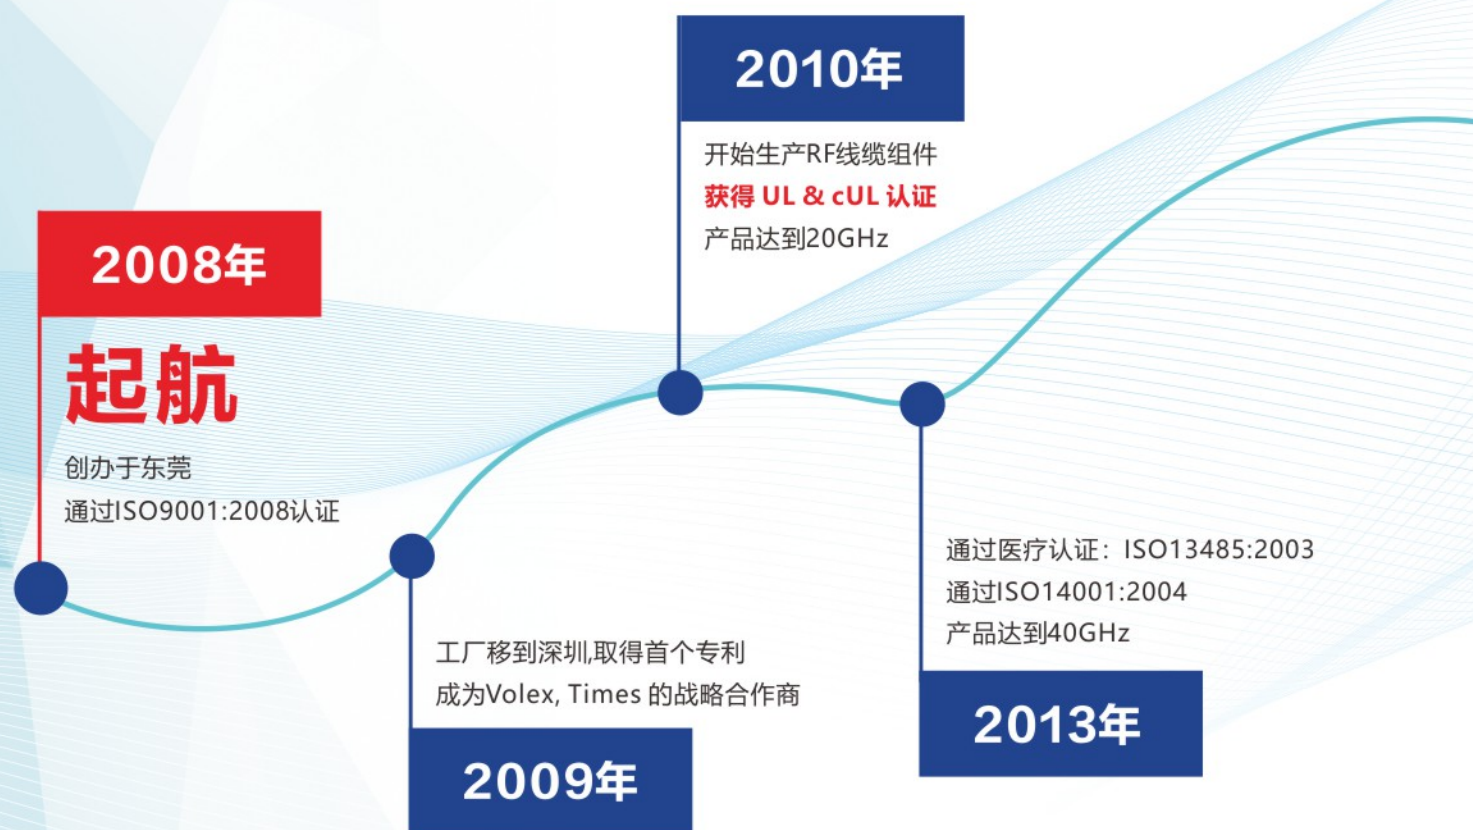 2008年
起航
创办于东莞
通过ISO9001:2008认证
工厂移到深圳,取得首个专利
成为Volex, Times 的战略合作商
2009年
2010年
开始生产RF线缆组件
获得 UL & cUL 认证
产品达到20GHz
通过医疗认证：ISO13485:2003
通过ISO14001:2004
产品达到40GHz
2013年